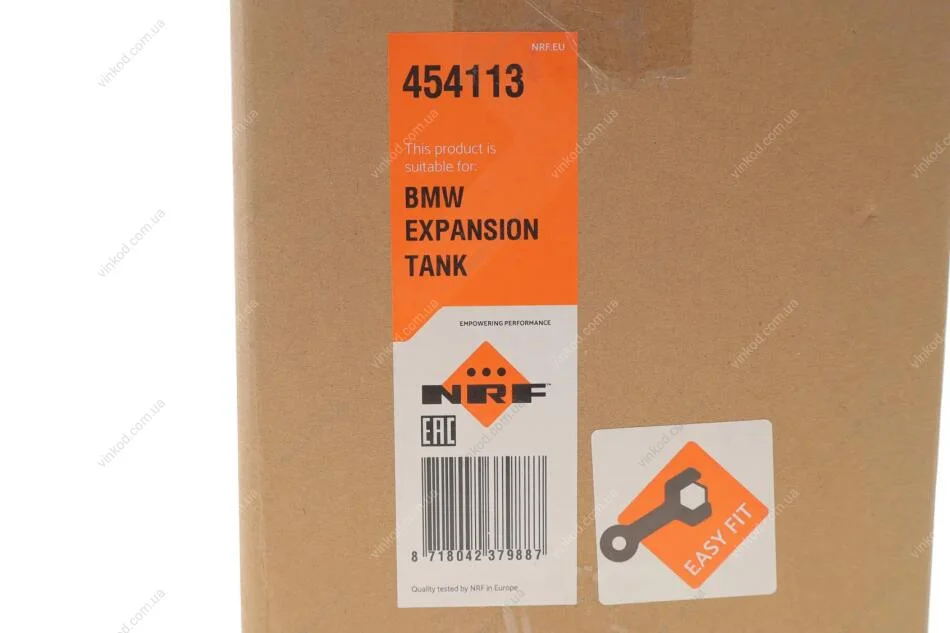 NRF.EU
454113
This product is
suitable for:
BMW
EXPANSION
TANK
EMPOWERING PERFORMANCE
NRF™
EAC
8 718042 379887
Quality tested by NRF in Europe
EASY FIT
vinkod.com.ua